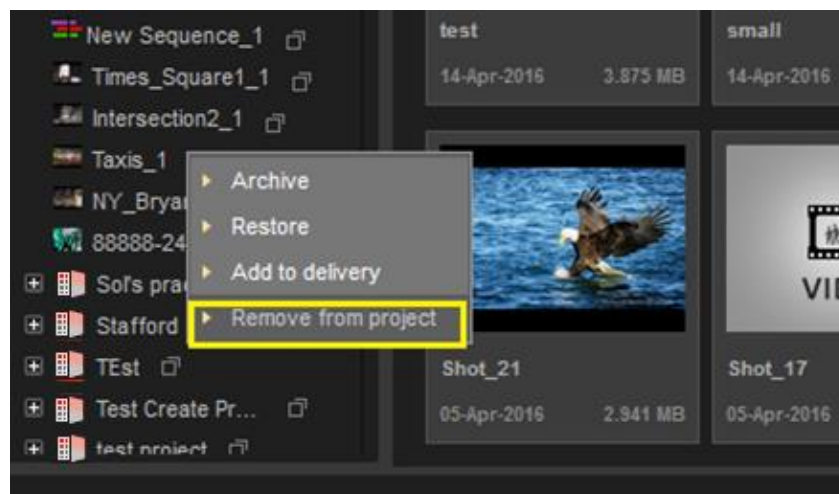 New Sequence_1
Times_Square1_1
Intersection2_1
Taxis_1
NY_Brya
88888-24
Sol's pra
Stafford
TEst
Test Create Pr...
test project
Archive
Restore
Add to delivery
Remove from project
test
14-Apr-2016 3.875 MB
small
14-Apr-2016
Shot_21
05-Apr-2016 2.941 MB
VI
Shot_17
05-Apr-2016